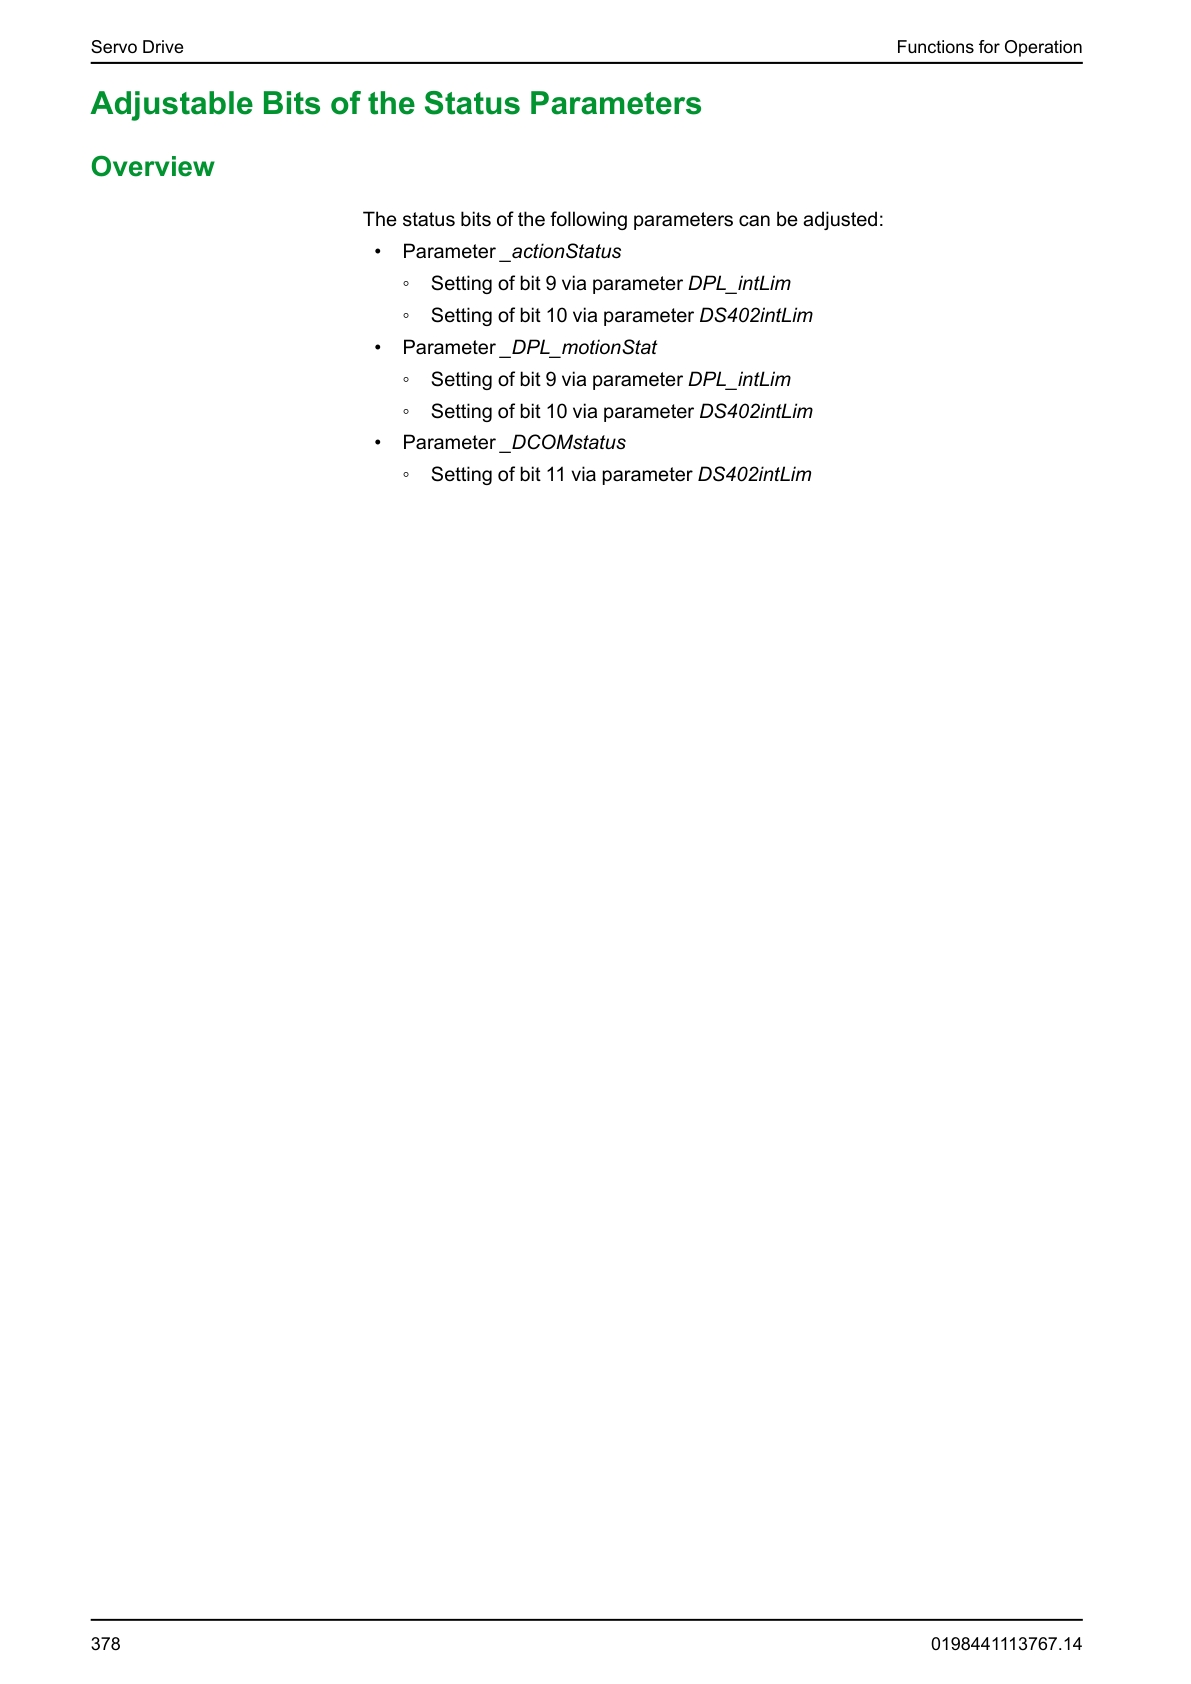 Servo Drive
Functions for Operation
Adjustable Bits of the Status Parameters
Overview
The status bits of the following parameters can be adjusted:
• Parameter _actionStatus
◦ Setting of bit 9 via parameter DPL_intLim
◦ Setting of bit 10 via parameter DS402intLim
• Parameter _DPL_motionStat
◦ Setting of bit 9 via parameter DPL_intLim
◦ Setting of bit 10 via parameter DS402intLim
• Parameter _DCOMstatus
◦ Setting of bit 11 via parameter DS402intLim
378
0198441113767.14